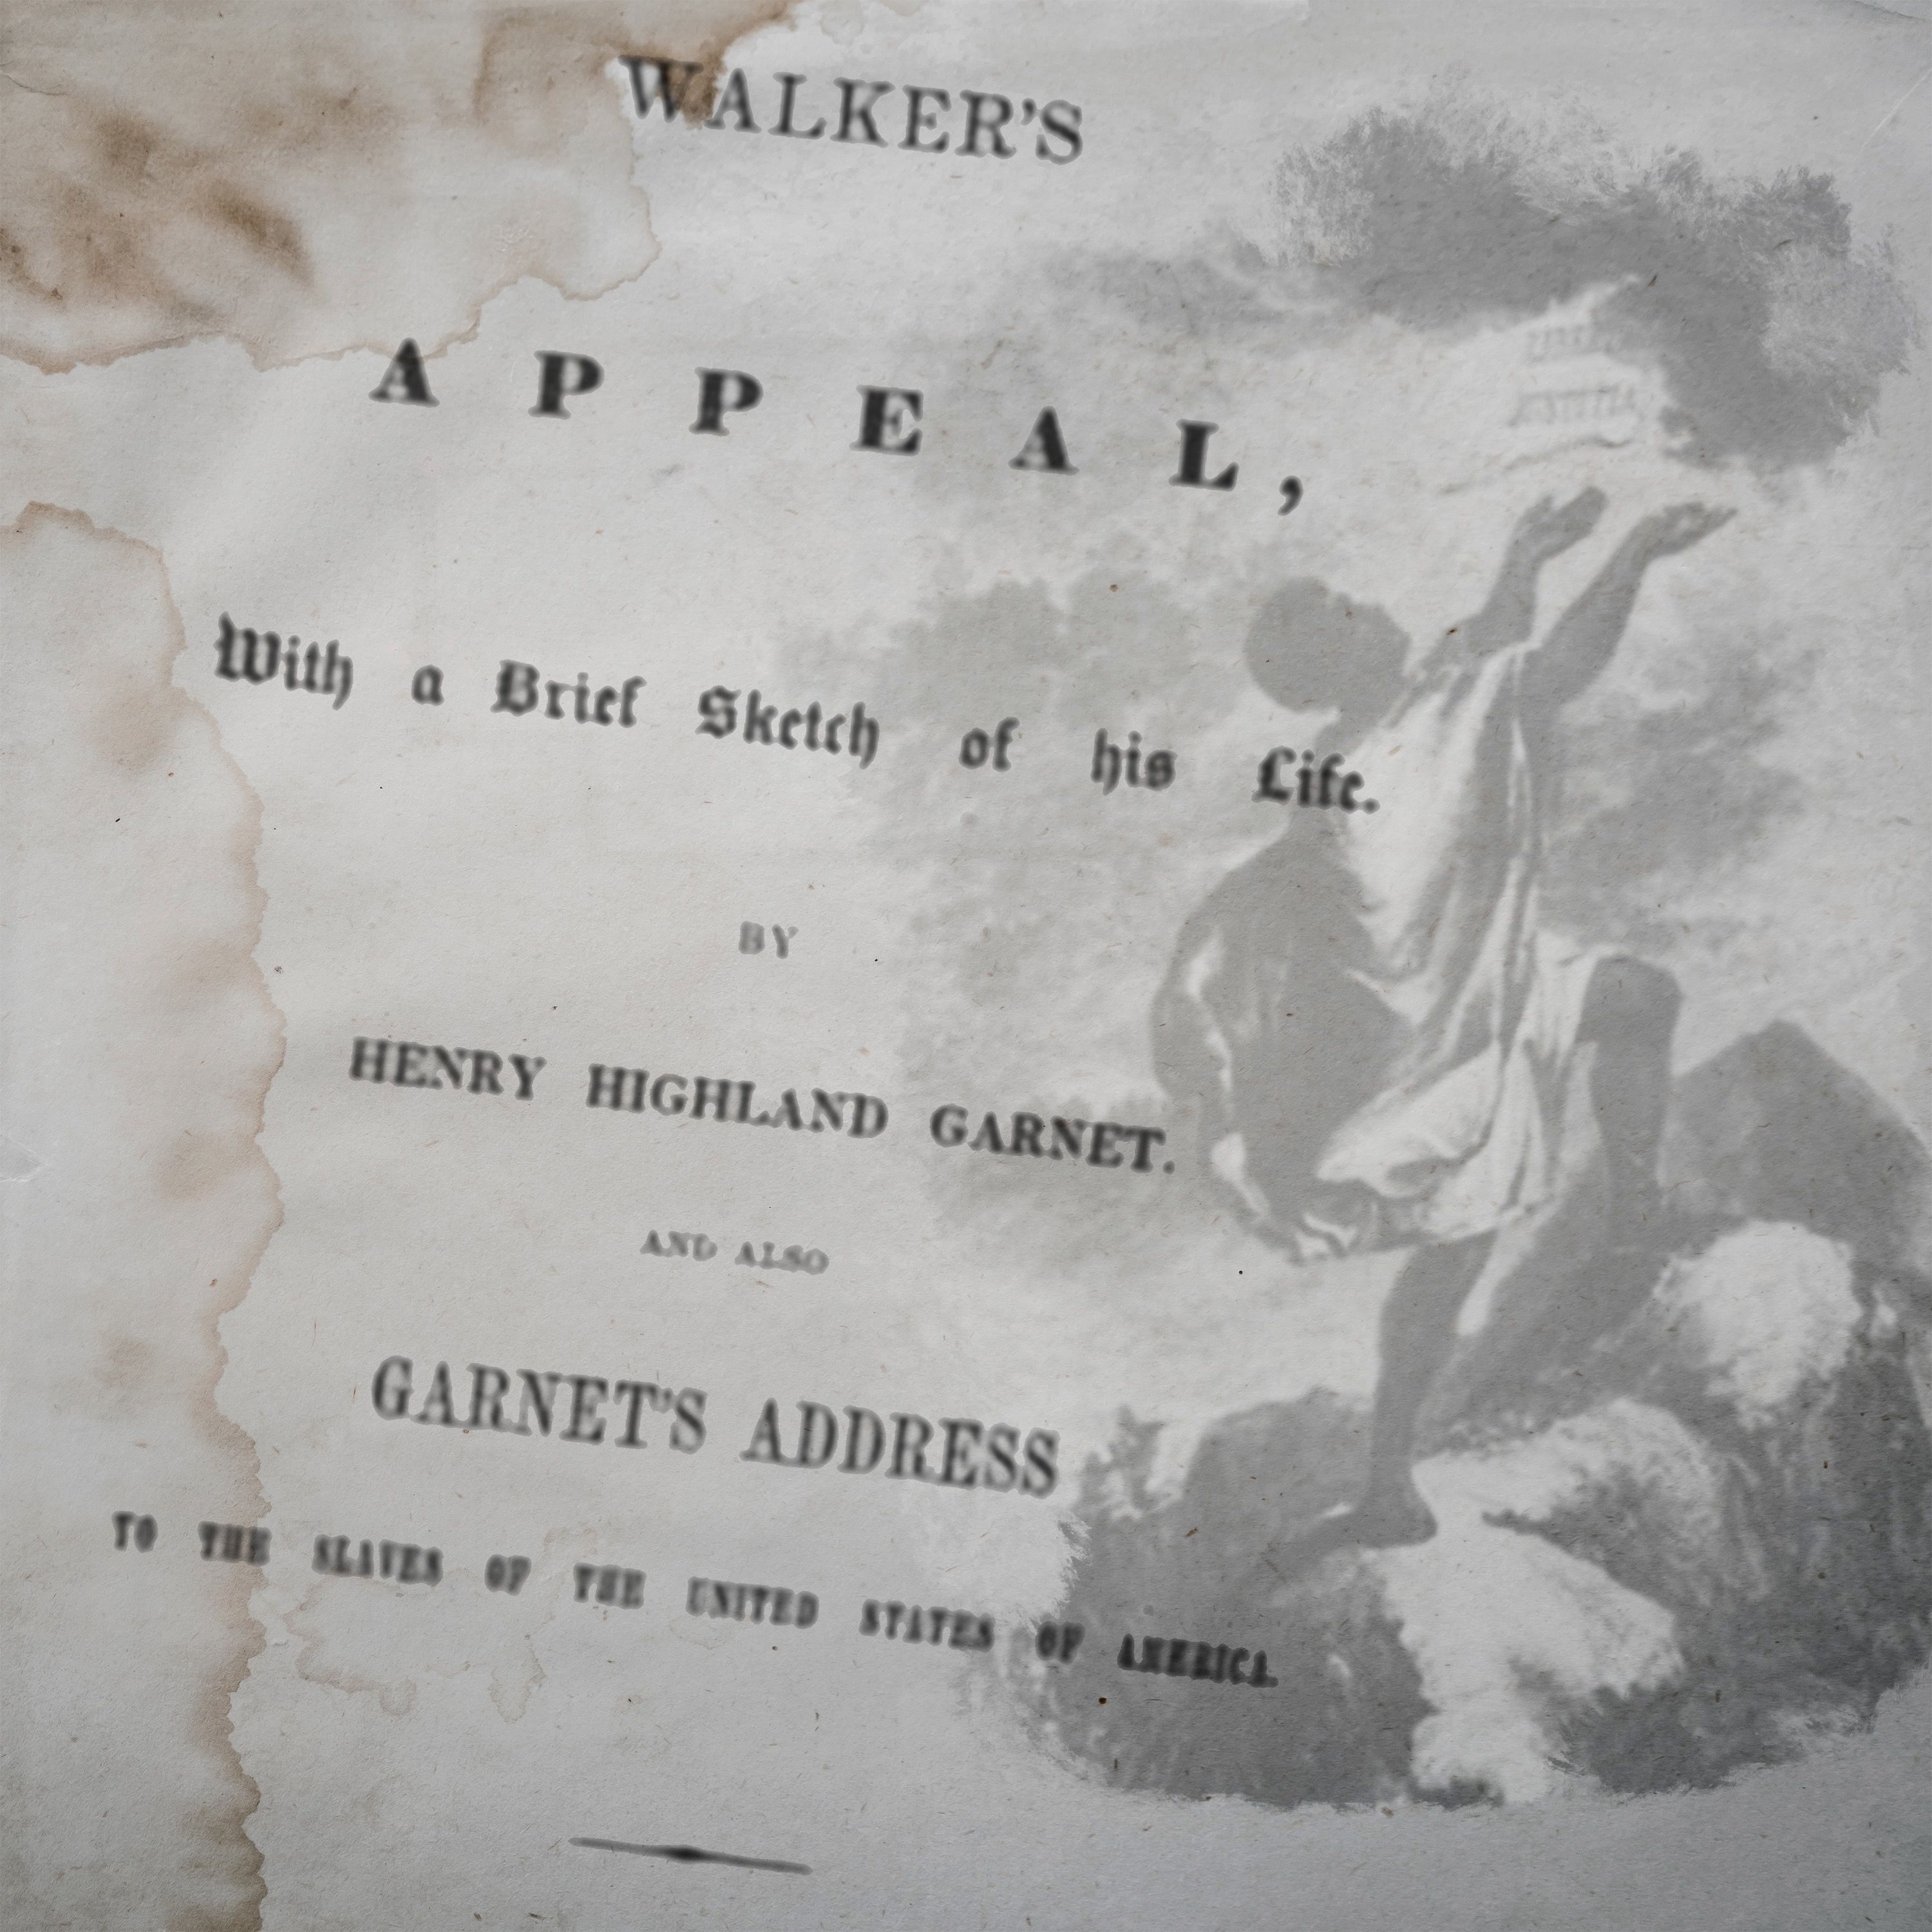 WALKER'S
APPEAL,
With a Brief Sketch of his Life.
BY
HENRY HIGHLAND GARNET.
AND ALSO
GARNET'S ADDRESS
TO THE SLAVES OF THE UNITED STATES OF AMERICA.